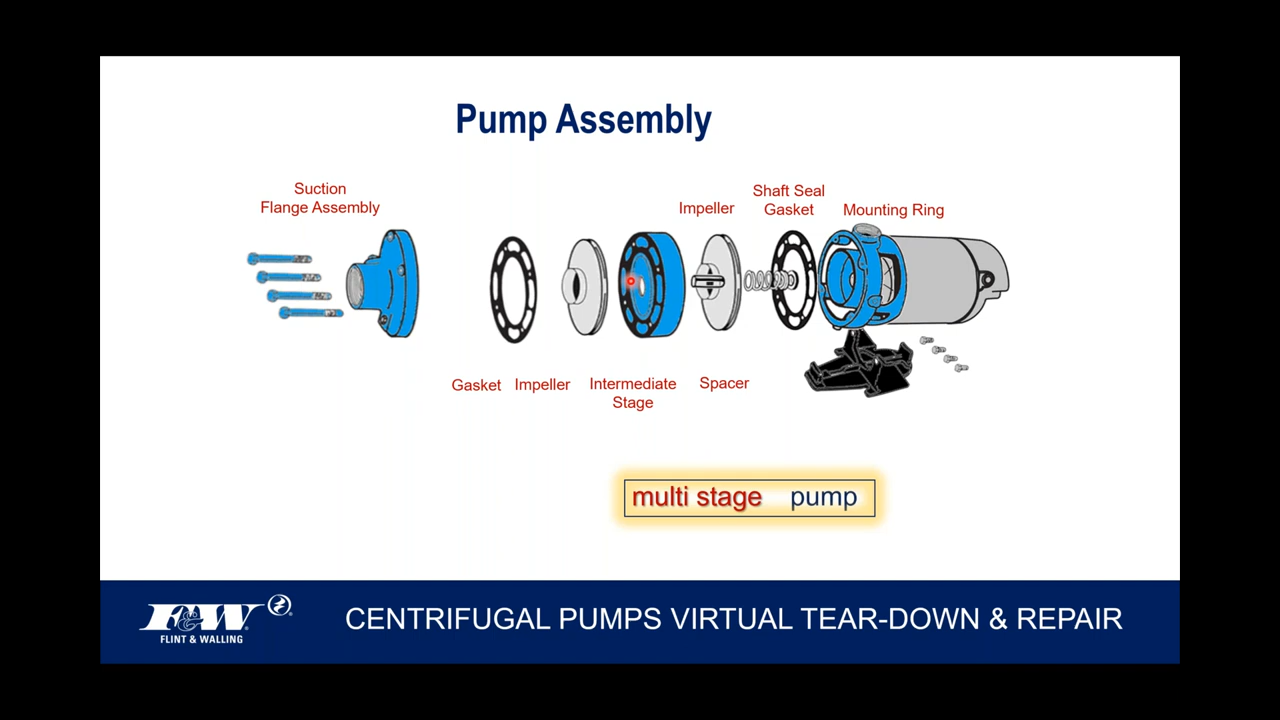 Pump Assembly
Suction
Flange Assembly
Impeller
Shaft Seal
Gasket
Mounting Ring
Gasket
Impeller
Intermediate
Stage
Spacer
multi stage pump
F&W
FLINT & WALLING
CENTRIFUGAL PUMPS VIRTUAL TEAR-DOWN & REPAIR